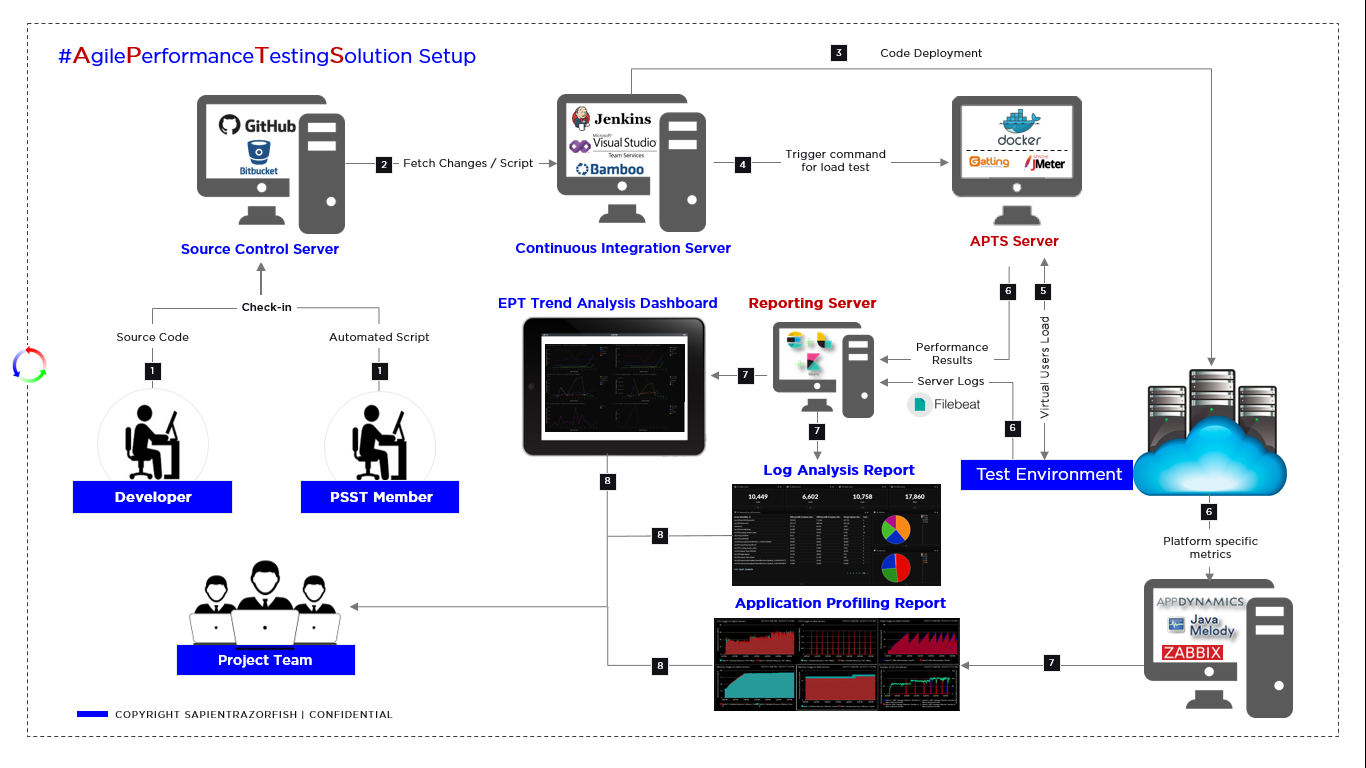 #AgilePerformanceTestingSolution Setup
3 Code Deployment
GitHub
Bitbucket
Source Control Server
2 Fetch Changes / Script
Jenkins
Microsoft
Visual Studio
Team Services
Bamboo
Continuous Integration Server
4 Trigger command
for load test
docker
Gatling
APACHE
JMeter
APTS Server
Check-in
Source Code
Automated Script
1
1
Developer
PSST Member
EPT Trend Analysis Dashboard
Reporting Server
6
5
Performance
Results
Server Logs
Filebeat
Virtual Users Load
7
7
6
Test Environment
8
Log Analysis Report
10,449
6,602
10,758
17,860
8
6
Platform specific
metrics
Application Profiling Report
8
7
APPDYNAMICS
Java
Melody
ZABBIX
Project Team
COPYRIGHT SAPIENTRAZORFISH | CONFIDENTIAL